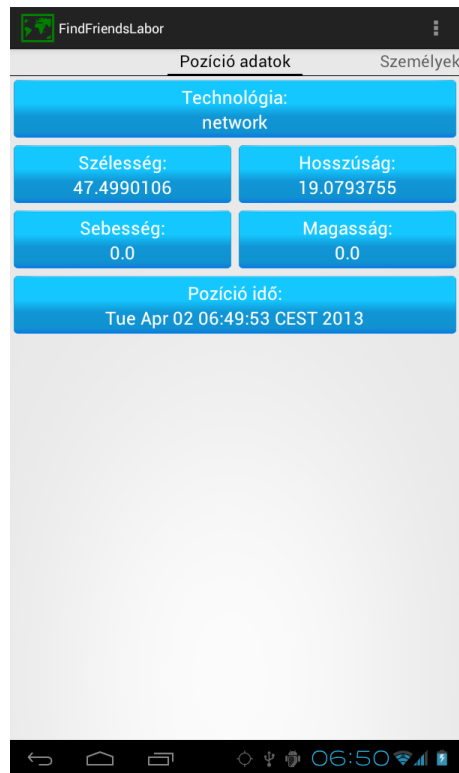 FindFriendsLabor
Pozíció adatok Személyek
Technológia:
network
Szélesség: Hosszúság:
47.4990106 19.0793755
Sebesség: Magasság:
0.0 0.0
Pozíció idő:
Tue Apr 02 06:49:53 CEST 2013
06:50